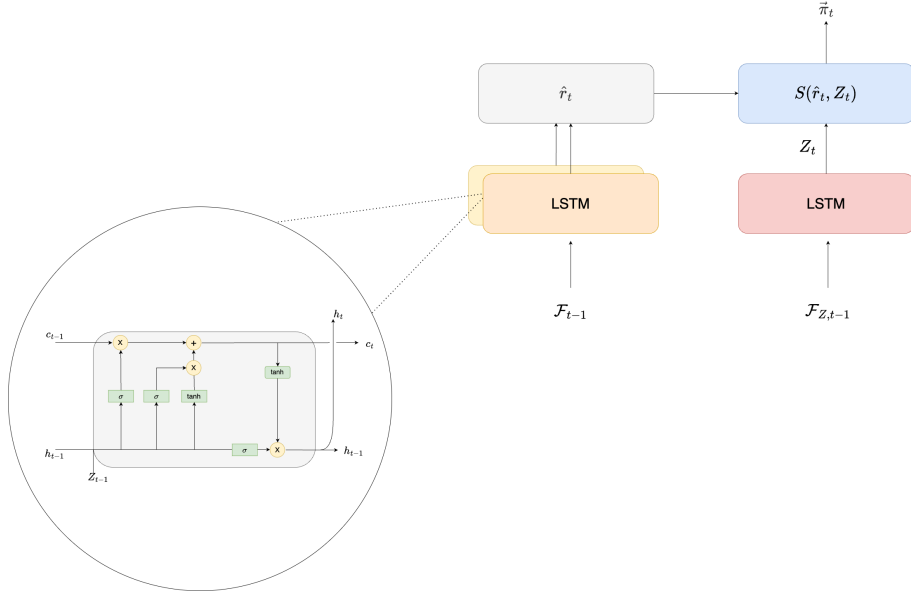 π⃗_t
r̂_t
S(r̂_t, Z_t)
Z_t
LSTM
LSTM
ℱ_{t−1}
ℱ_{Z,t−1}
h_t
c_{t−1}
X
+
c_t
X
tanh
σ
σ
tanh
h_{t−1}
σ
X
h_{t−1}
Z_{t−1}